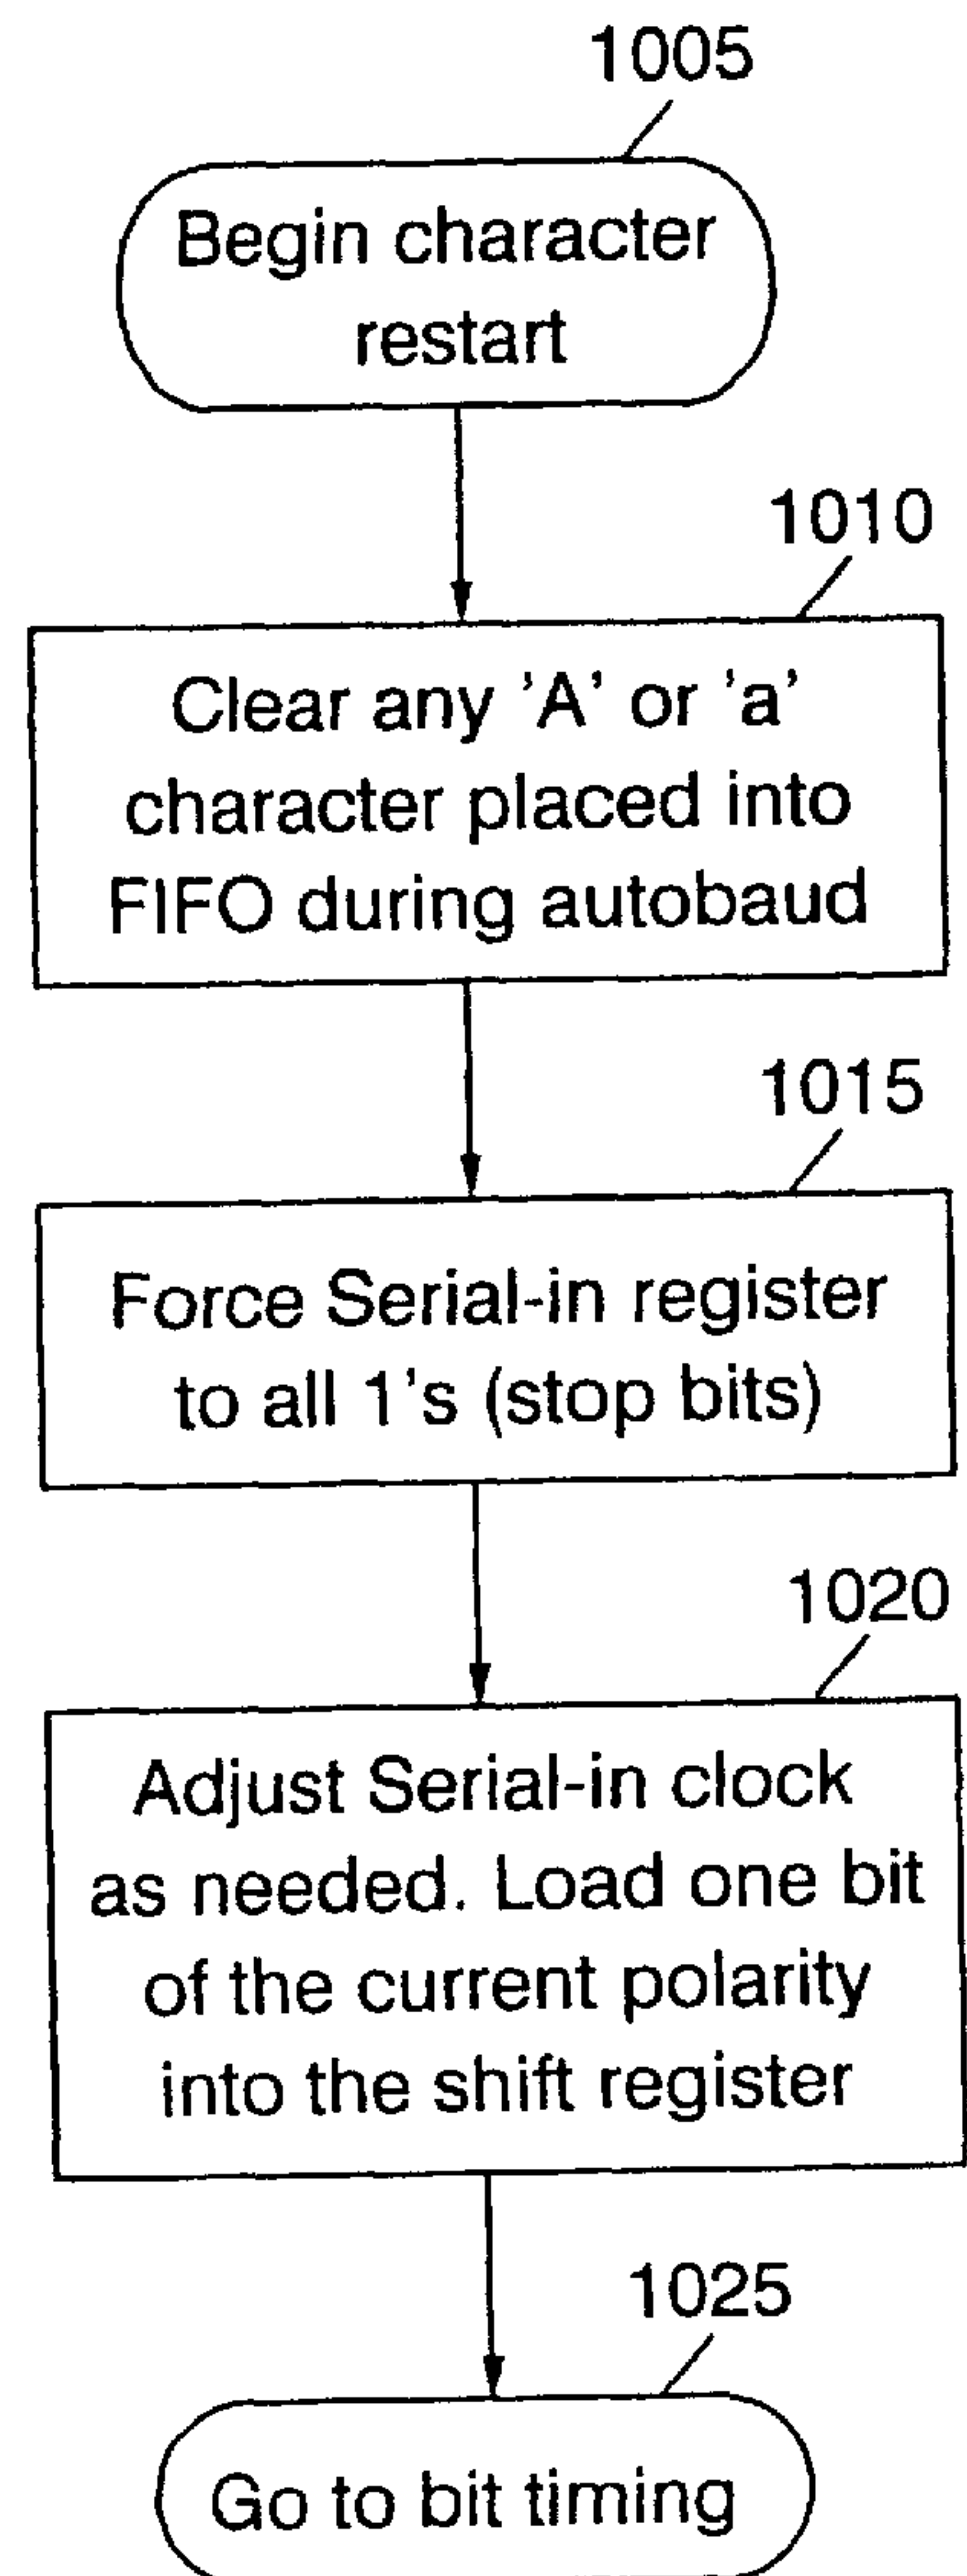 1005
Begin character
restart
1010
Clear any 'A' or 'a'
character placed into
FIFO during autobaud
1015
Force Serial-in register
to all 1's (stop bits)
1020
Adjust Serial-in clock
as needed. Load one bit
of the current polarity
into the shift register
1025
Go to bit timing